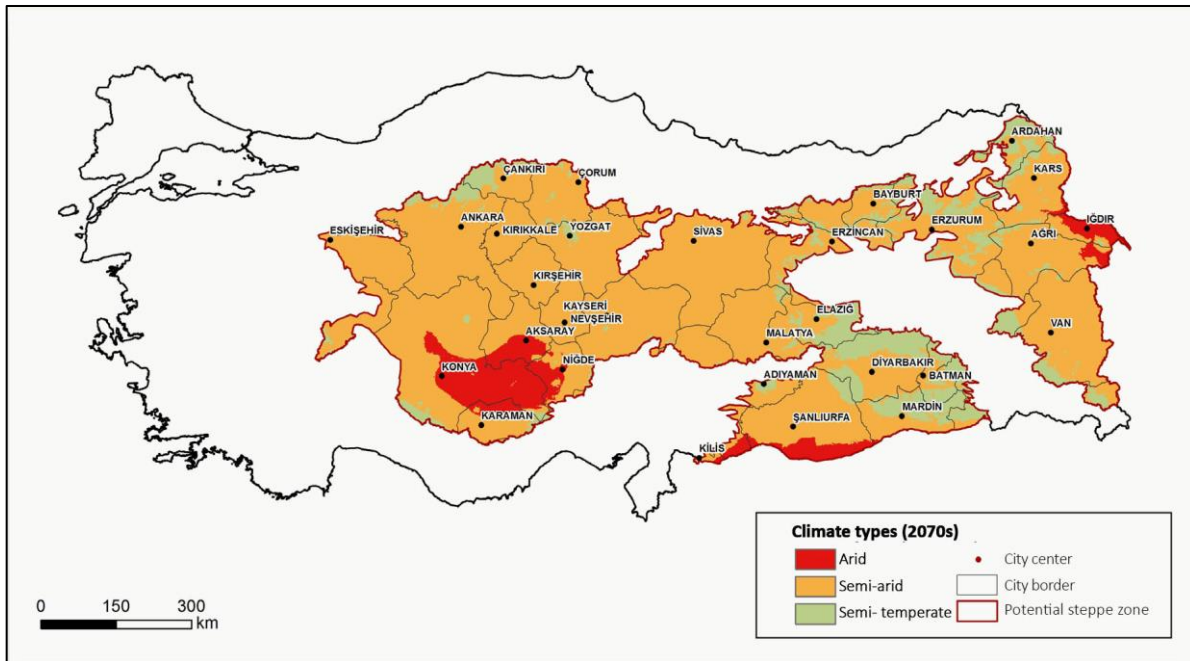 ARDAHAN
KARS
ÇANKIRI
ÇORUM
BAYBURT
ANKARA
KIRIKKALE
YOZGAT
ERZURUM
IĞDIR
ESKİŞEHİR
SİVAS
ERZİNCAN
AĞRI
KIRŞEHİR
KAYSERİ
NEVŞEHİR
ELAZIĞ
VAN
AKSARAY
MALATYA
KONYA
NİĞDE
ADIYAMAN
DİYARBAKIR
BATMAN
KARAMAN
ŞANLIURFA
MARDİN
KİLİS
Climate types (2070s)
Arid
City center
Semi-arid
City border
Semi- temperate
Potential steppe zone
0 150 300
km